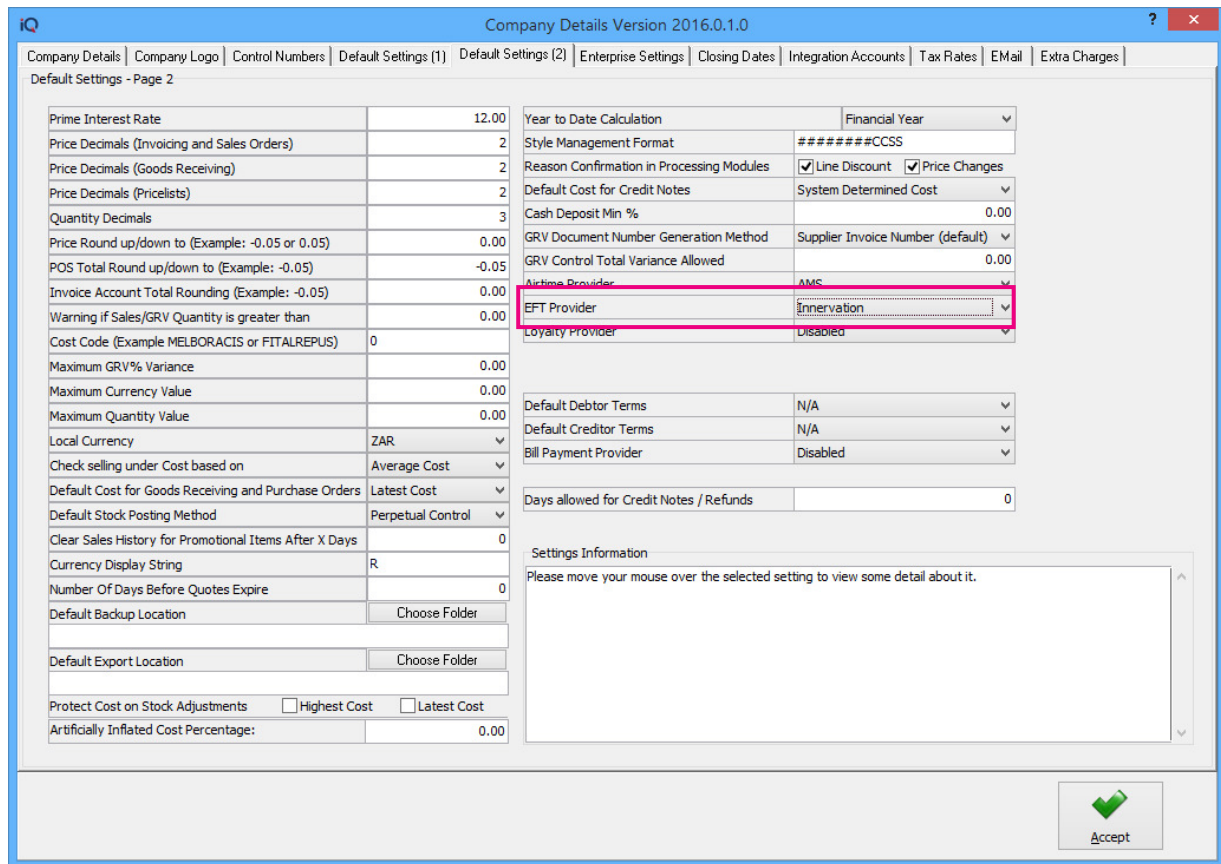 iQ
Company Details Version 2016.0.1.0
?
Company Details Company Logo Control Numbers Default Settings (1) Default Settings (2) Enterprise Settings Closing Dates Integration Accounts Tax Rates EMail Extra Charges
Default Settings - Page 2
Prime Interest Rate 12.00
Price Decimals (Invoicing and Sales Orders) 2
Price Decimals (Goods Receiving) 2
Price Decimals (Pricelists) 2
Quantity Decimals 3
Price Round up/down to (Example: -0.05 or 0.05) 0.00
POS Total Round up/down to (Example: -0.05) -0.05
Invoice Account Total Rounding (Example: -0.05) 0.00
Warning if Sales/GRV Quantity is greater than 0.00
Cost Code (Example MELBORACIS or FITALREPUS) 0
Maximum GRV% Variance 0.00
Maximum Currency Value 0.00
Maximum Quantity Value 0.00
Local Currency ZAR
Check selling under Cost based on Average Cost
Default Cost for Goods Receiving and Purchase Orders Latest Cost
Default Stock Posting Method Perpetual Control
Clear Sales History for Promotional Items After X Days 0
Currency Display String R
Number Of Days Before Quotes Expire 0
Default Backup Location Choose Folder
Default Export Location Choose Folder
Protect Cost on Stock Adjustments Highest Cost Latest Cost
Artificially Inflated Cost Percentage: 0.00
Year to Date Calculation Financial Year
Style Management Format ########CCSS
Reason Confirmation in Processing Modules Line Discount Price Changes
Default Cost for Credit Notes System Determined Cost
Cash Deposit Min % 0.00
GRV Document Number Generation Method Supplier Invoice Number (default)
GRV Control Total Variance Allowed 0.00
Airtime Provider AMS
EFT Provider Innervation
Loyalty Provider Disabled
Default Debtor Terms N/A
Default Creditor Terms N/A
Bill Payment Provider Disabled
Days allowed for Credit Notes / Refunds 0
Settings Information
Please move your mouse over the selected setting to view some detail about it.
Accept